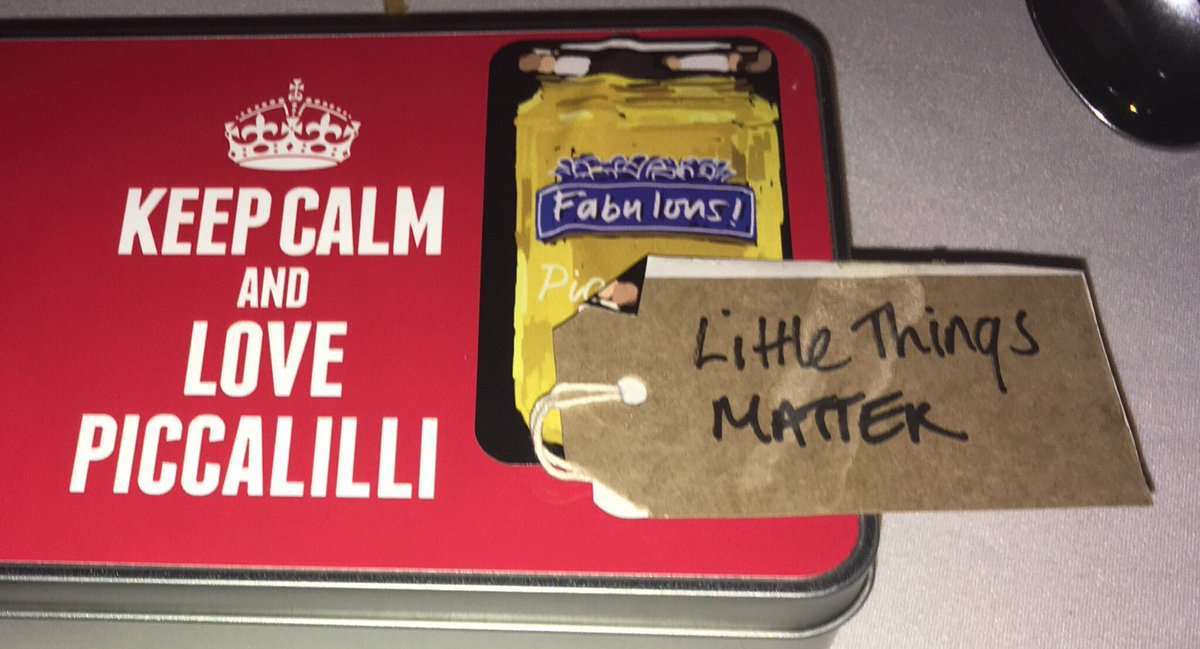 KEEP CALM
AND
LOVE
PICCALILLI
Fabulous!
Little Things
MATTER